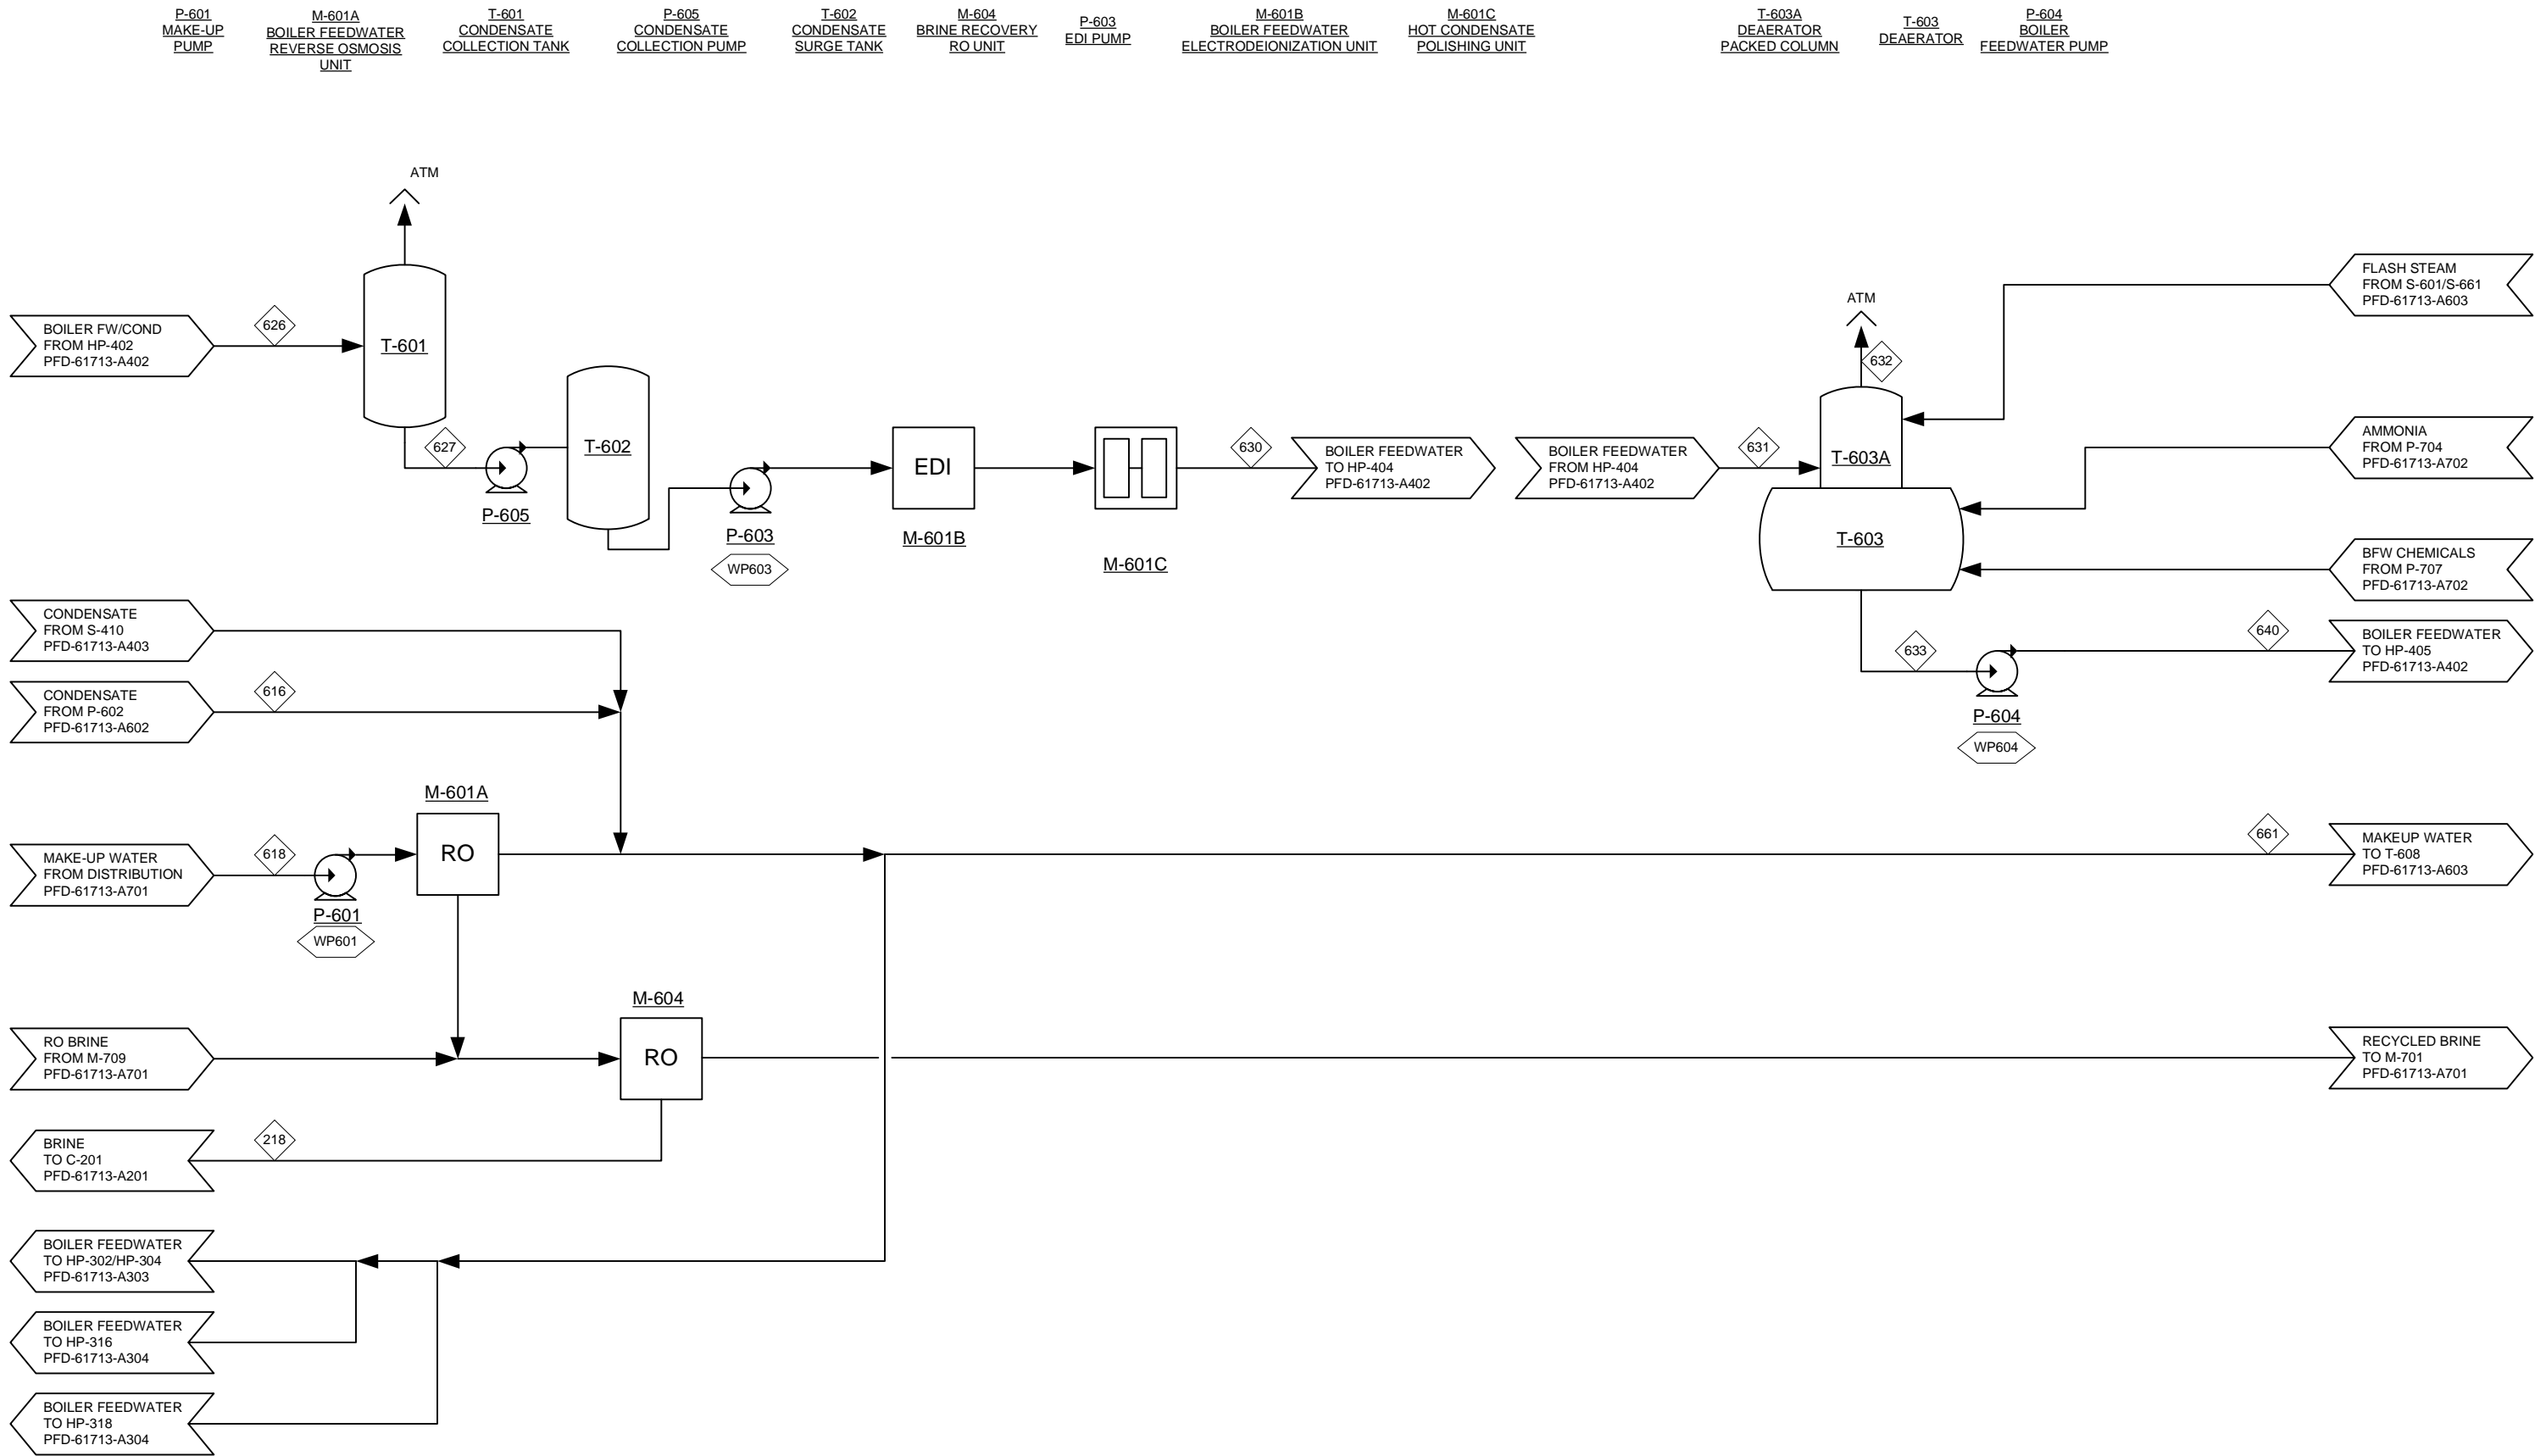 P-601
MAKE-UP
PUMP
M-601A
BOILER FEEDWATER
REVERSE OSMOSIS
UNIT
T-601
CONDENSATE
COLLECTION TANK
P-605
CONDENSATE
COLLECTION PUMP
T-602
CONDENSATE
SURGE TANK
M-604
BRINE RECOVERY
RO UNIT
P-603
EDI PUMP
M-601B
BOILER FEEDWATER
ELECTRODEIONIZATION UNIT
M-601C
HOT CONDENSATE
POLISHING UNIT
T-603A
DEAERATOR
PACKED COLUMN
T-603
DEAERATOR
P-604
BOILER
FEEDWATER PUMP
ATM
BOILER FW/COND
FROM HP-402
PFD-61713-A402
626
T-601
627
P-605
T-602
P-603
WP603
EDI
M-601B
M-601C
630
BOILER FEEDWATER
TO HP-404
PFD-61713-A402
BOILER FEEDWATER
FROM HP-404
PFD-61713-A402
631
ATM
632
T-603A
T-603
FLASH STEAM
FROM S-601/S-661
PFD-61713-A603
AMMONIA
FROM P-704
PFD-61713-A702
BFW CHEMICALS
FROM P-707
PFD-61713-A702
633
P-604
WP604
640
BOILER FEEDWATER
TO HP-405
PFD-61713-A402
CONDENSATE
FROM S-410
PFD-61713-A403
CONDENSATE
FROM P-602
PFD-61713-A602
616
MAKE-UP WATER
FROM DISTRIBUTION
PFD-61713-A701
618
P-601
WP601
M-601A
RO
661
MAKEUP WATER
TO T-608
PFD-61713-A603
RO BRINE
FROM M-709
PFD-61713-A701
M-604
RO
RECYCLED BRINE
TO M-701
PFD-61713-A701
BRINE
TO C-201
PFD-61713-A201
218
BOILER FEEDWATER
TO HP-302/HP-304
PFD-61713-A303
BOILER FEEDWATER
TO HP-316
PFD-61713-A304
BOILER FEEDWATER
TO HP-318
PFD-61713-A304